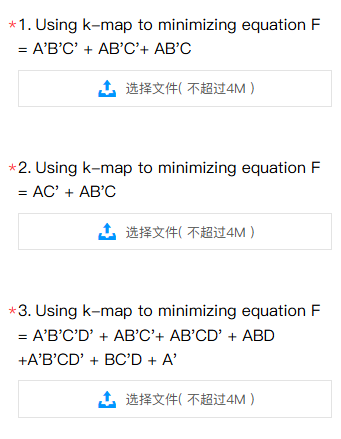 *1. Using k-map to minimizing equation F
= A’B’C’ + AB’C’+ AB’C
选择文件( 不超过4M )
*2. Using k-map to minimizing equation F
= AC’ + AB’C
选择文件( 不超过4M )
*3. Using k-map to minimizing equation F
= A’B’C’D’ + AB’C’+ AB’CD’ + ABD
+A’B’CD’ + BC’D + A’
选择文件( 不超过4M )